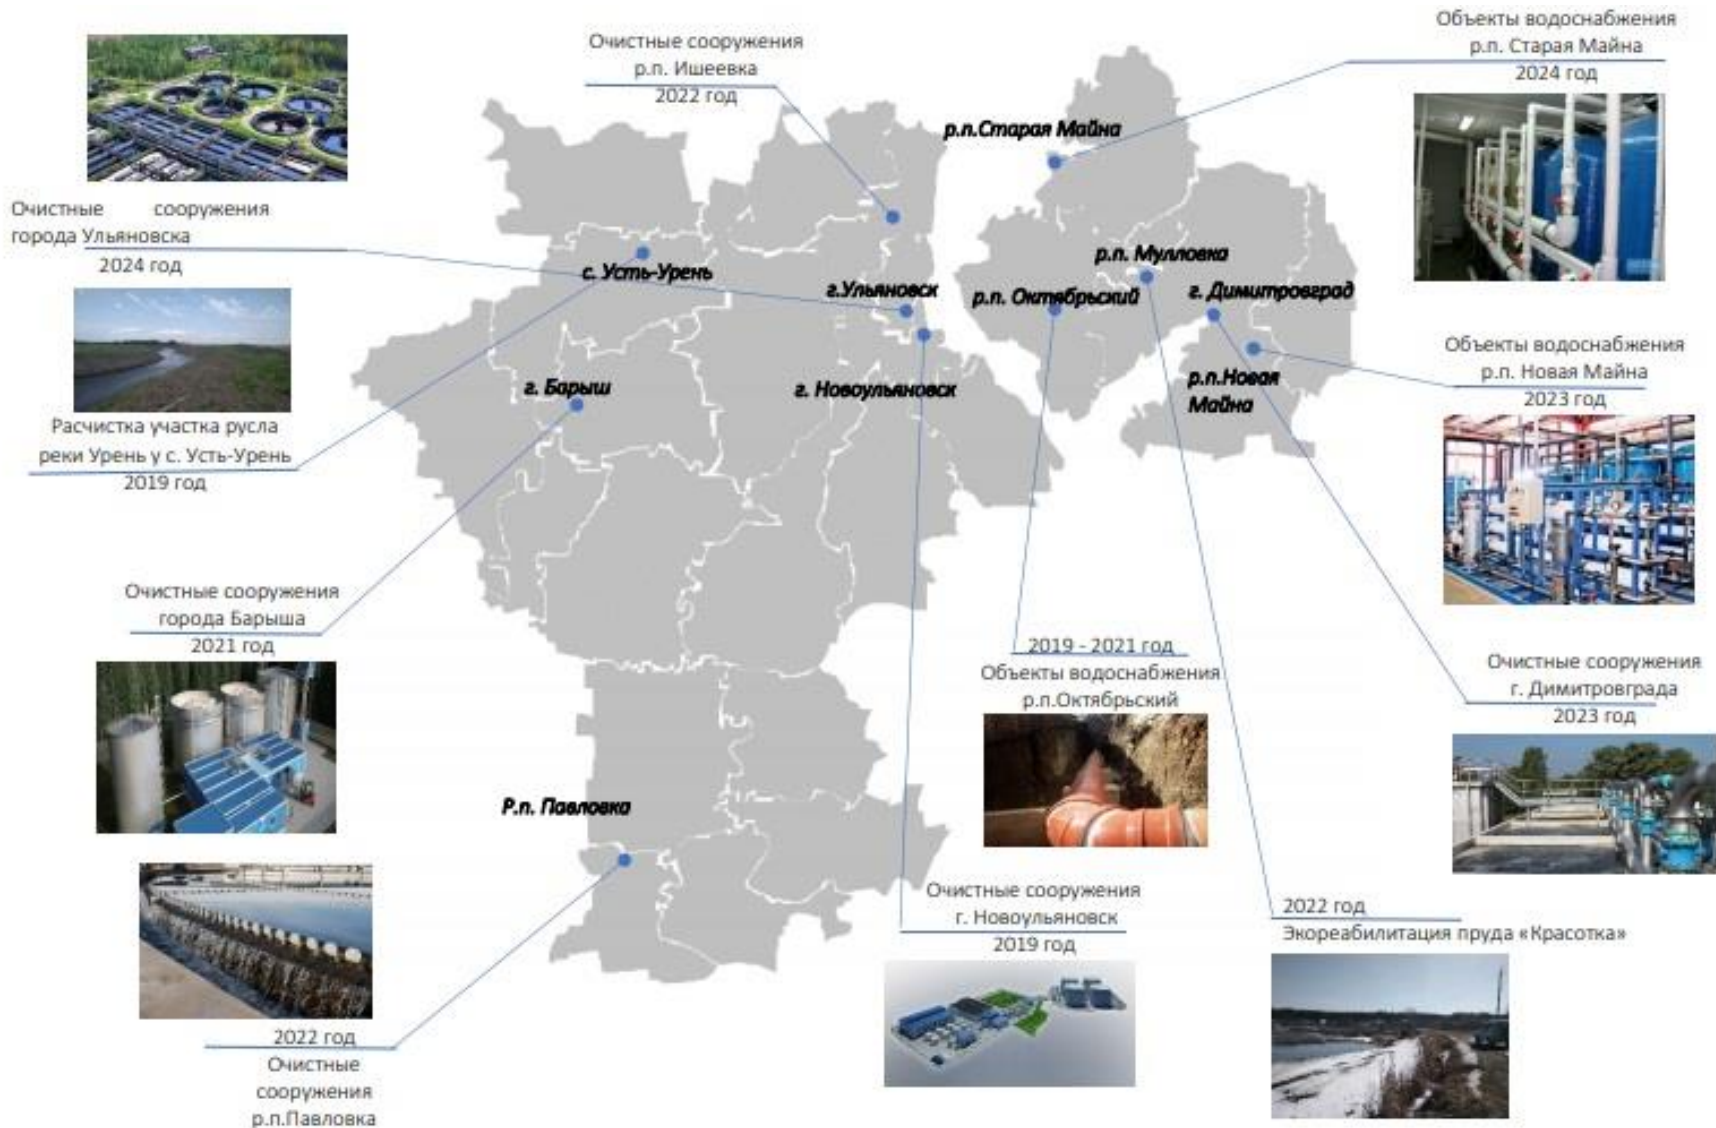 Объекты водоснабжения
р.п. Старая Майна
2024 год
Очистные сооружения
р.п. Ишеевка
2022 год
р.п.Старая Майна
Очистные сооружения
города Ульяновска
2024 год
с. Усть-Урень
г.Ульяновск
р.п. Мулловка
р.п. Октябрьский
г. Димитровград
Объекты водоснабжения
р.п. Новая Майна
2023 год
г. Барыш
г. Новоульяновск
р.п.Новая
Майна
Расчистка участка русла
реки Урень у с. Усть-Урень
2019 год
Очистные сооружения
города Барыша
2021 год
2019 - 2021 год
Объекты водоснабжения
р.п.Октябрьский
Очистные сооружения
г. Димитровграда
2023 год
Р.п. Павловка
Очистные сооружения
г. Новоульяновск
2019 год
2022 год
Экореабилитация пруда «Красотка»
2022 год
Очистные
сооружения
р.п.Павловка